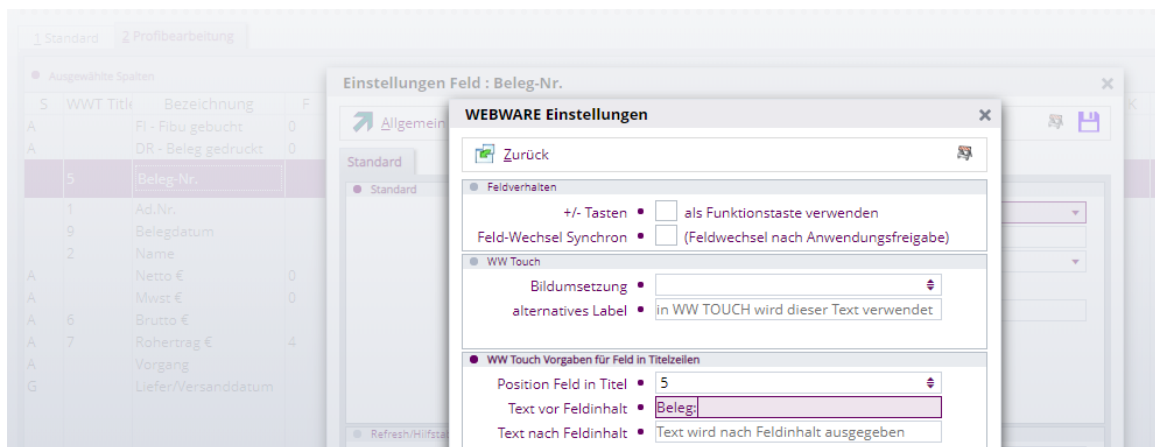 1 Standard 2 Profibearbeitung
Ausgewählte Spalten
S WWT Title Bezeichnung F K
A FI - Fibu gebucht 0
A DR - Beleg gedruckt 0
5 Beleg-Nr.
1 Ad.Nr.
9 Belegdatum
2 Name
A Netto € 0
A Mwst € 0
A 6 Brutto €
A 7 Rohertrag € 4
A Vorgang
G Liefer/Versanddatum
Einstellungen Feld : Beleg-Nr.
Allgemein
Standard
Standard
Refresh/Hilfsta
WEBWARE Einstellungen
Zurück
Feldverhalten
+/- Tasten als Funktionstaste verwenden
Feld-Wechsel Synchron (Feldwechsel nach Anwendungsfreigabe)
WW Touch
Bildumsetzung
alternatives Label in WW TOUCH wird dieser Text verwendet
WW Touch Vorgaben für Feld in Titelzeilen
Position Feld in Titel 5
Text vor Feldinhalt Beleg:
Text nach Feldinhalt Text wird nach Feldinhalt ausgegeben